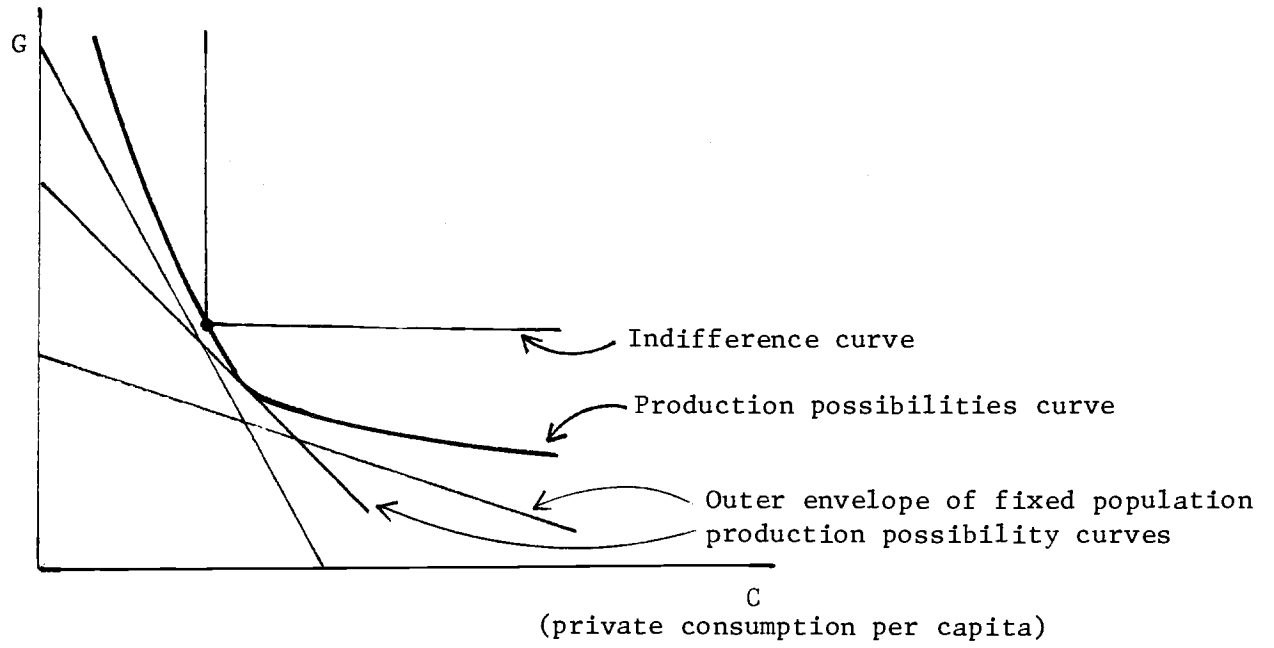 G
Indifference curve
Production possibilities curve
Outer envelope of fixed population
production possibility curves
C
(private consumption per capita)